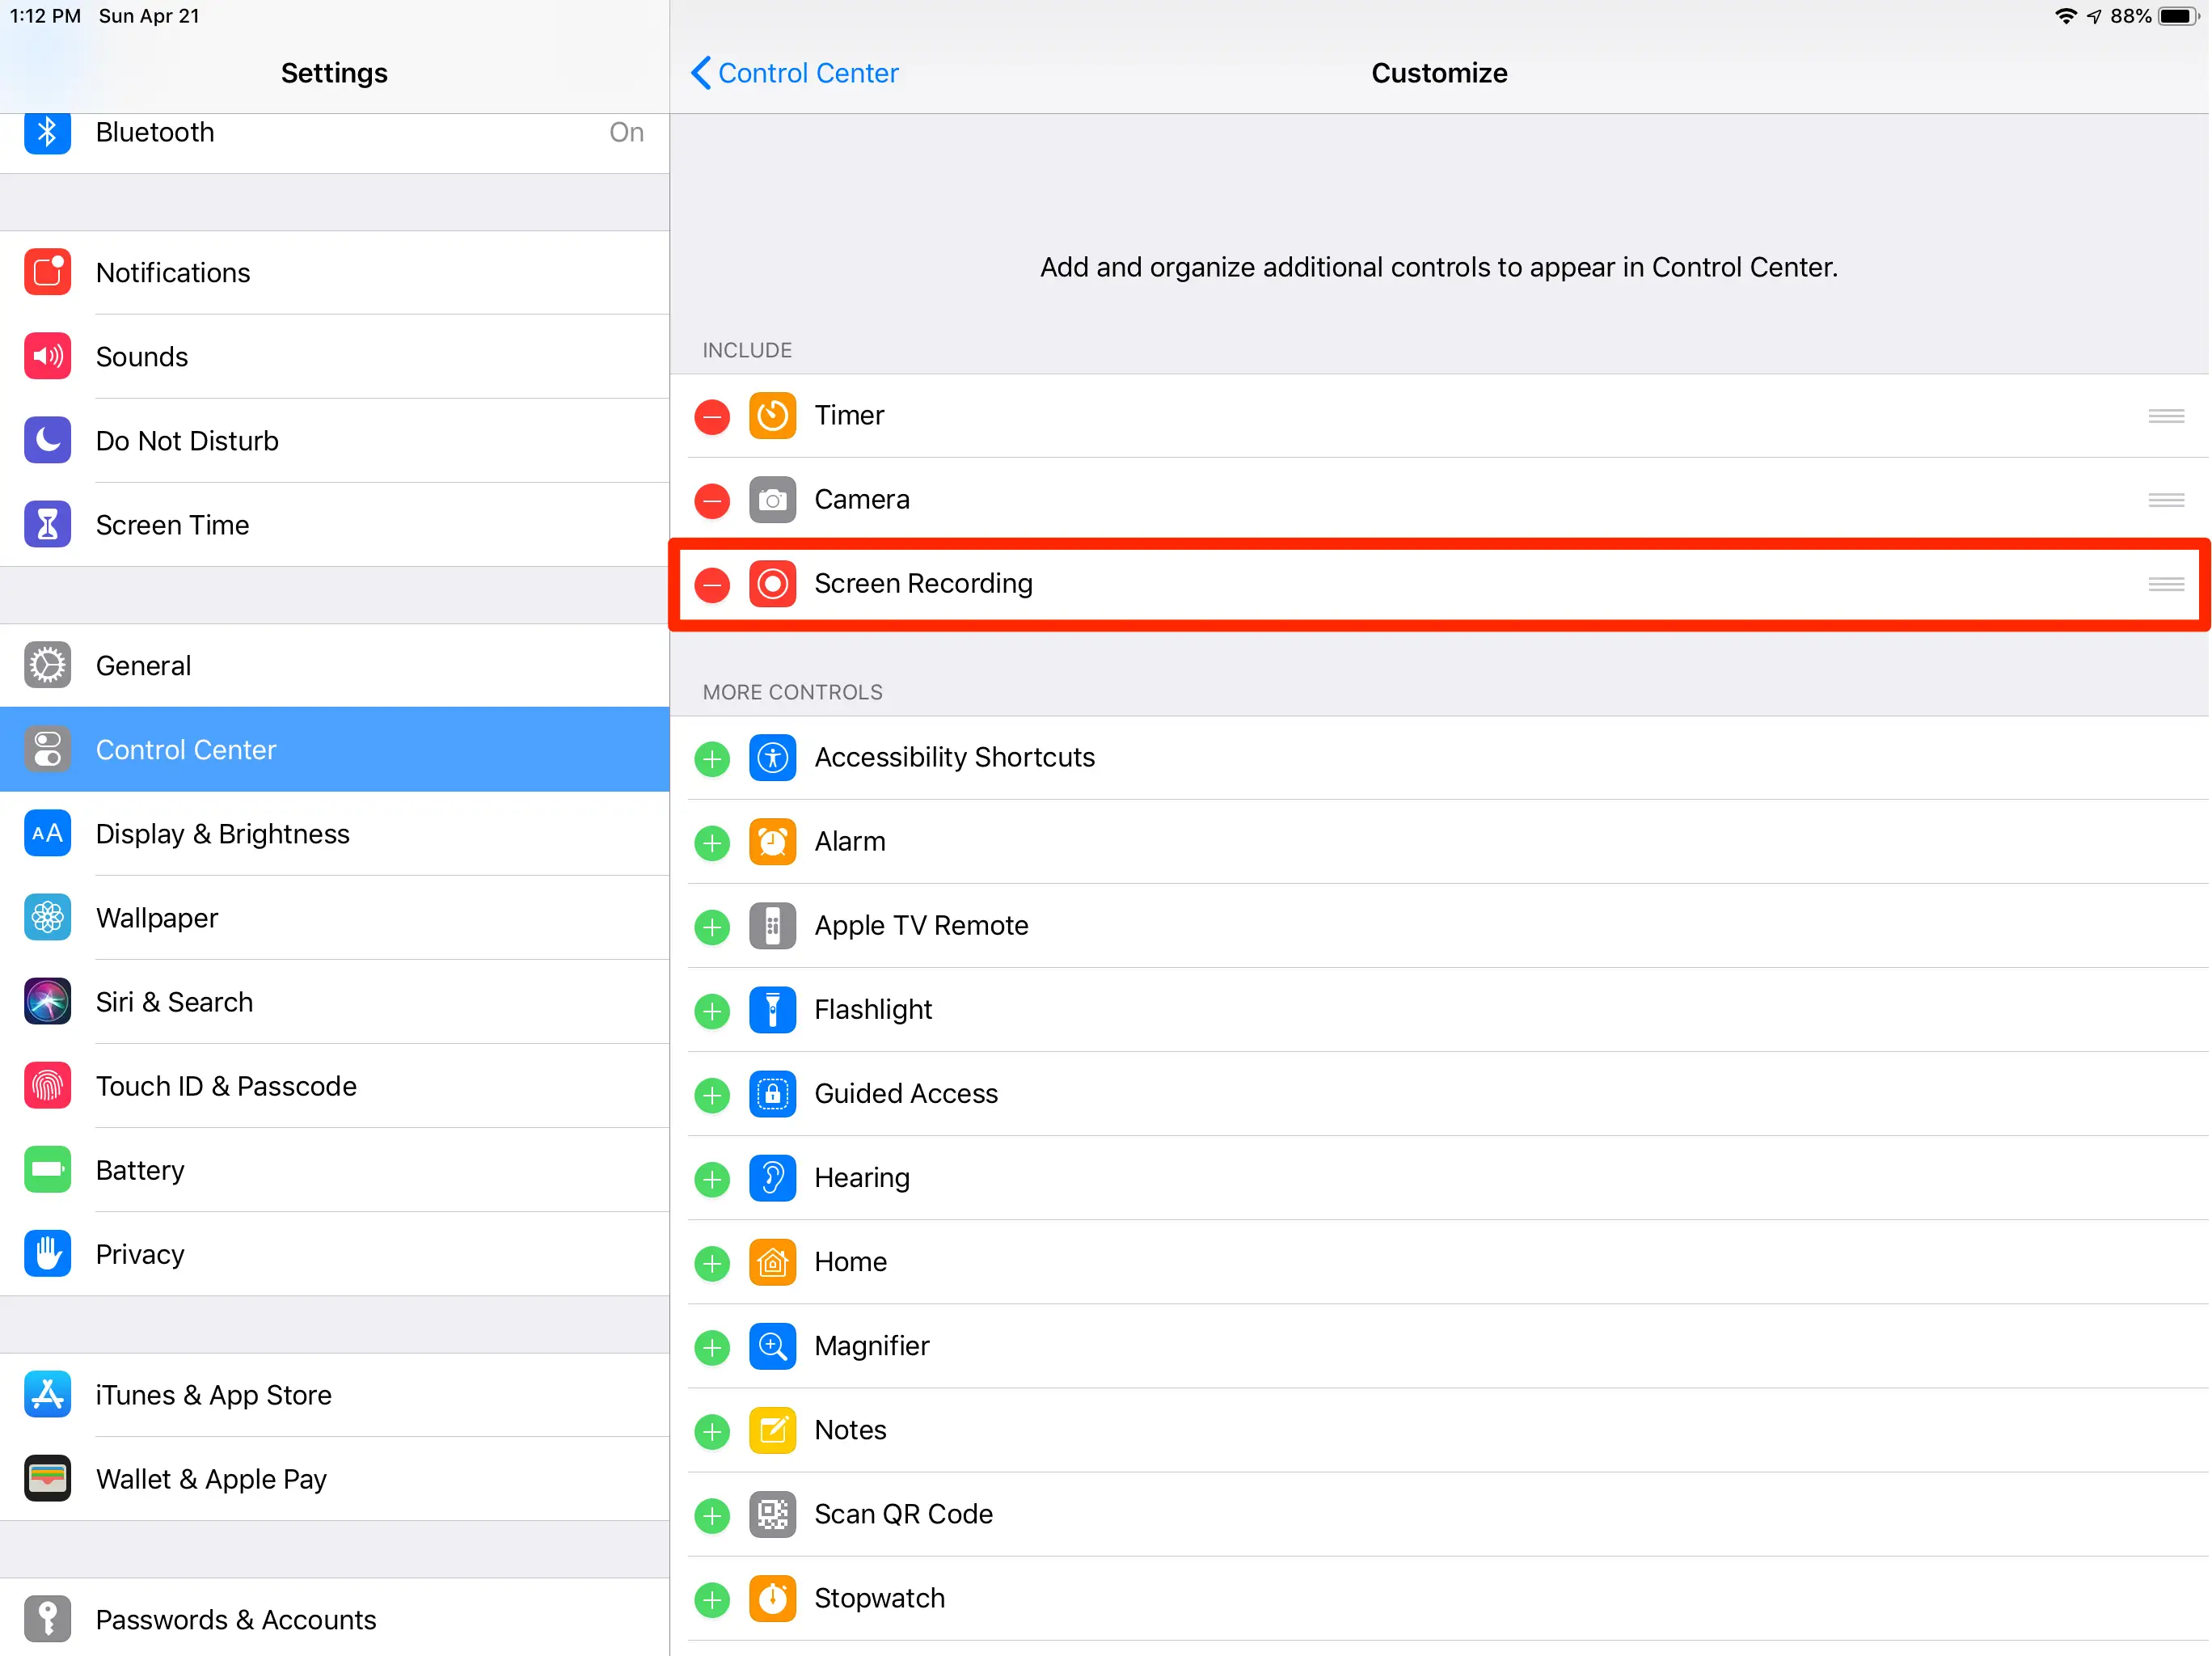 1:12 PM Sun Apr 21
88%
Settings
Bluetooth On
Notifications
Sounds
Do Not Disturb
Screen Time
General
Control Center
AA Display & Brightness
Wallpaper
Siri & Search
Touch ID & Passcode
Battery
Privacy
iTunes & App Store
Wallet & Apple Pay
Passwords & Accounts
Control Center
Customize
Add and organize additional controls to appear in Control Center.
INCLUDE
Timer
Camera
Screen Recording
MORE CONTROLS
Accessibility Shortcuts
Alarm
Apple TV Remote
Flashlight
Guided Access
Hearing
Home
Magnifier
Notes
Scan QR Code
Stopwatch